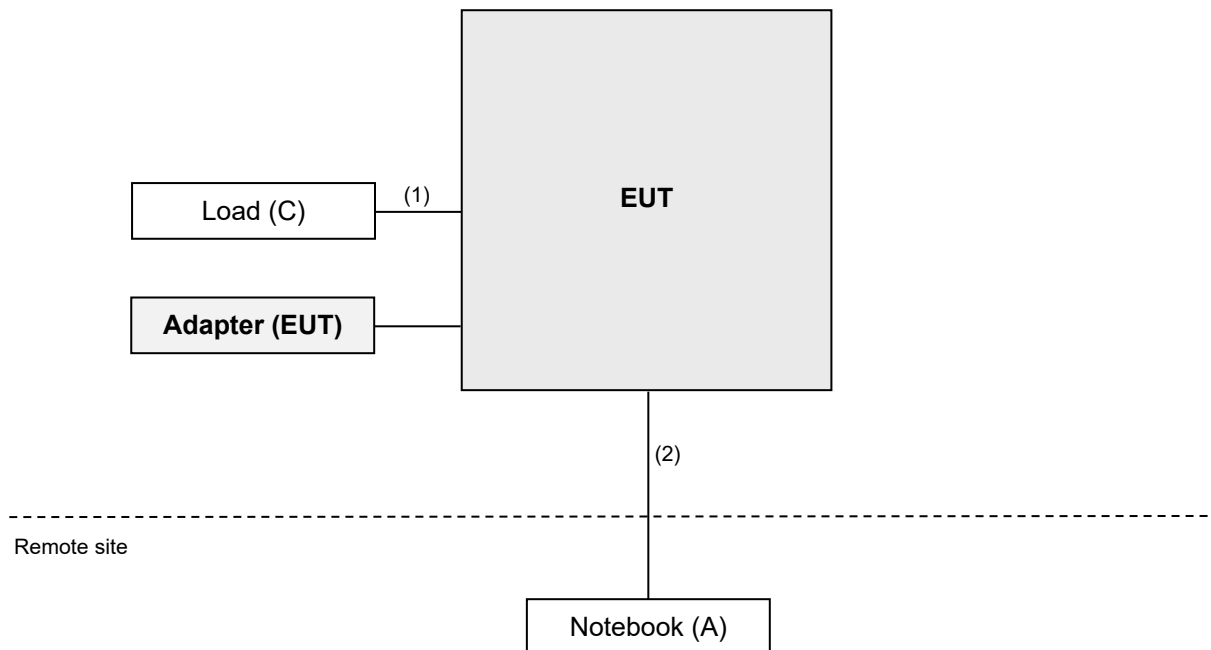 EUT
(1)
Load (C)
Adapter (EUT)
(2)
Remote site
Notebook (A)